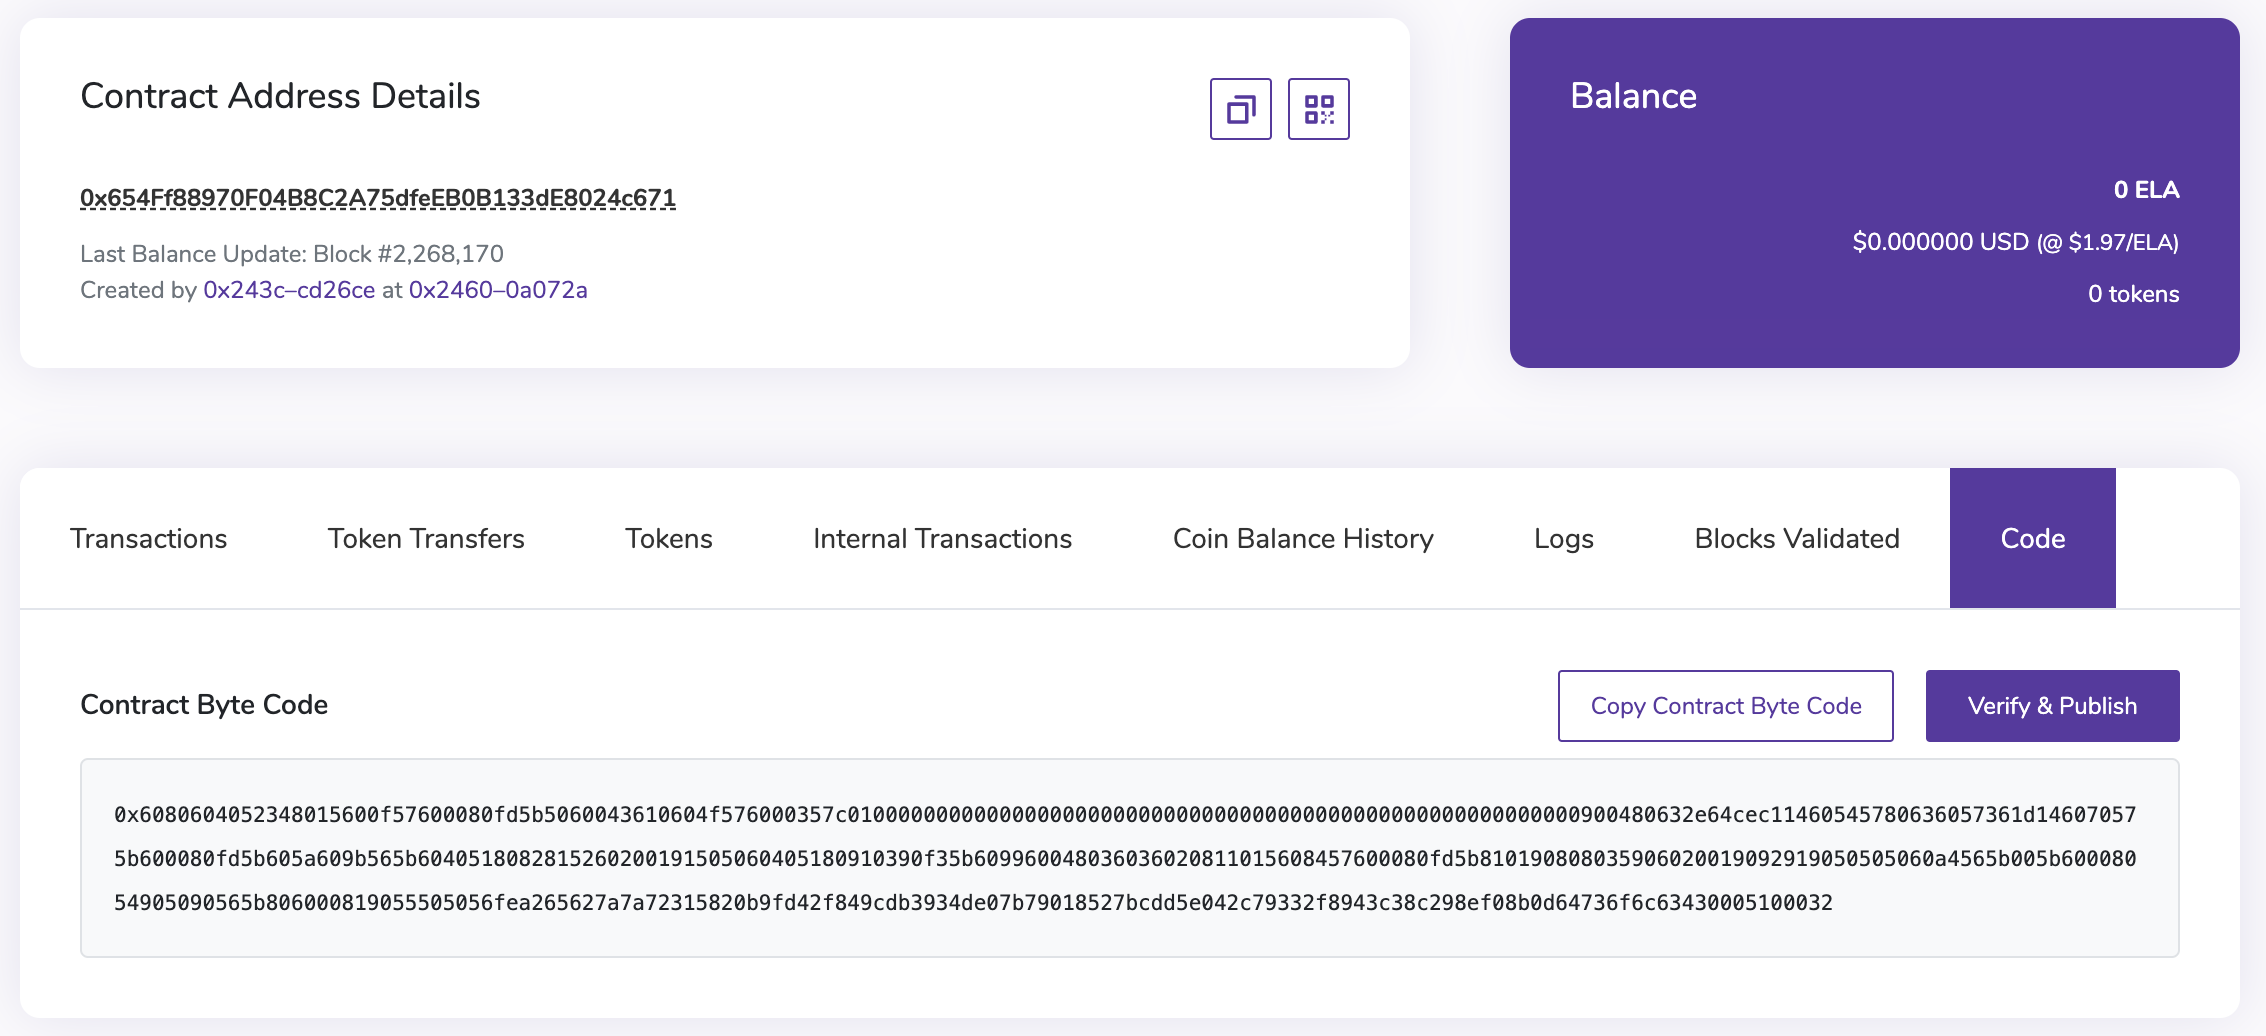 Contract Address Details
0x654Ff88970F04B8C2A75dfeEB0B133dE8024c671
Last Balance Update: Block #2,268,170
Created by 0x243c–cd26ce at 0x2460–0a072a
Balance
0 ELA
$0.000000 USD (@ $1.97/ELA)
0 tokens
Transactions Token Transfers Tokens Internal Transactions Coin Balance History Logs Blocks Validated Code
Contract Byte Code
Copy Contract Byte Code Verify & Publish
0x6080604052348015600f57600080fd5b5060043610604f576000357c0100000000000000000000000000000000000000000000000000000000900480632e64cec11460545780636057361d14607057
5b600080fd5b605a609b565b6040518082815260200191505060405180910390f35b609960048036036020811015608457600080fd5b810190808035906020019092919050505060a4565b005b600080
54905090565b806000819055505056fea265627a7a72315820b9fd42f849cdb3934de07b79018527bcdd5e042c79332f8943c38c298ef08b0d64736f6c63430005100032